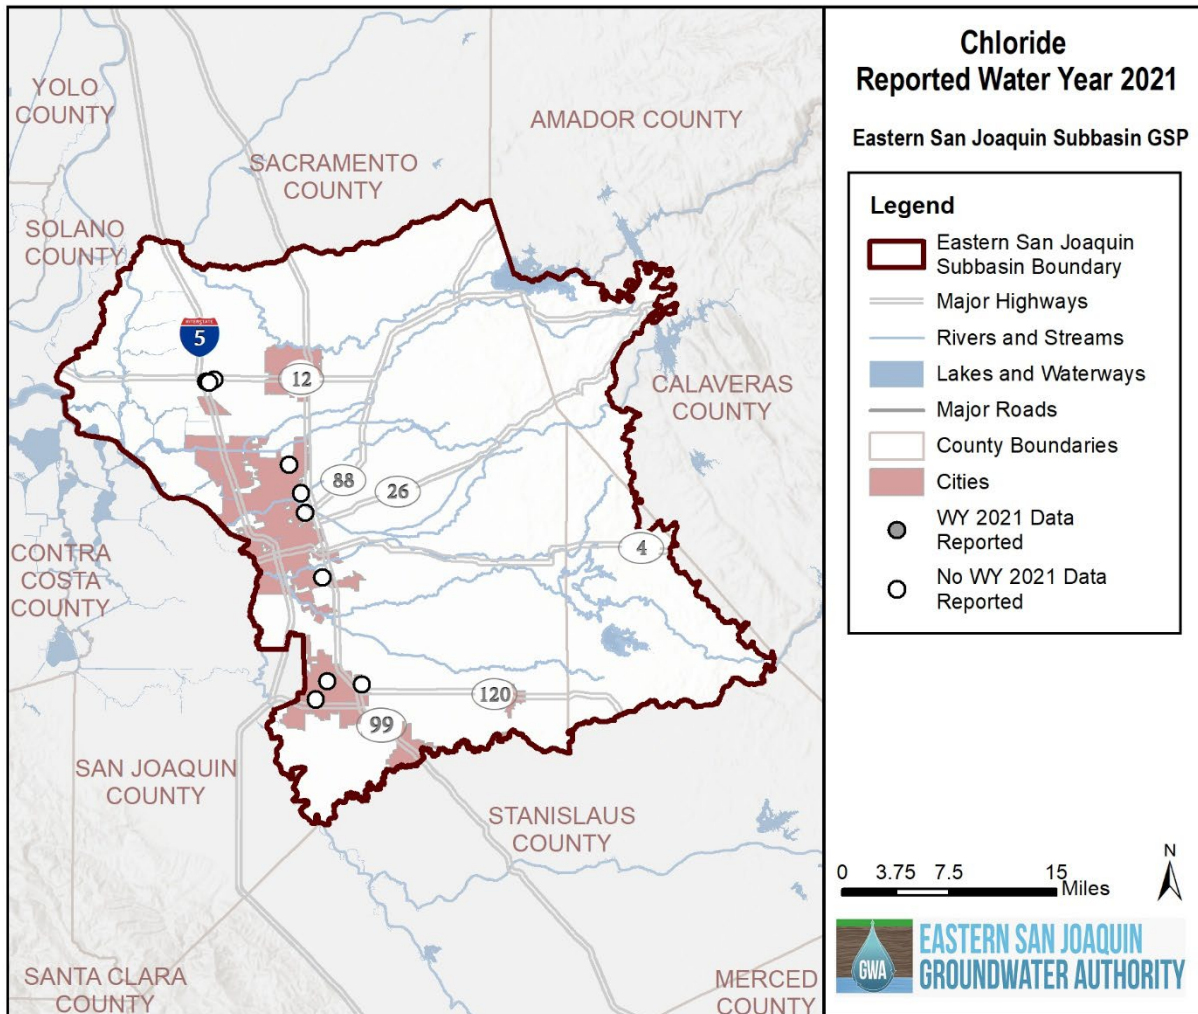 Chloride
Reported Water Year 2021
Eastern San Joaquin Subbasin GSP
Legend
Eastern San Joaquin
Subbasin Boundary
Major Highways
Rivers and Streams
Lakes and Waterways
Major Roads
County Boundaries
Cities
WY 2021 Data
Reported
No WY 2021 Data
Reported
YOLO
COUNTY
AMADOR COUNTY
SACRAMENTO
COUNTY
SOLANO
COUNTY
INTERSTATE
5
12
CALAVERAS
COUNTY
88
26
4
CONTRA
COSTA
COUNTY
120
99
SAN JOAQUIN
COUNTY
STANISLAUS
COUNTY
SANTA CLARA
COUNTY
MERCED
COUNTY
0 3.75 7.5 15
Miles
N
GWA
EASTERN SAN JOAQUIN
GROUNDWATER AUTHORITY